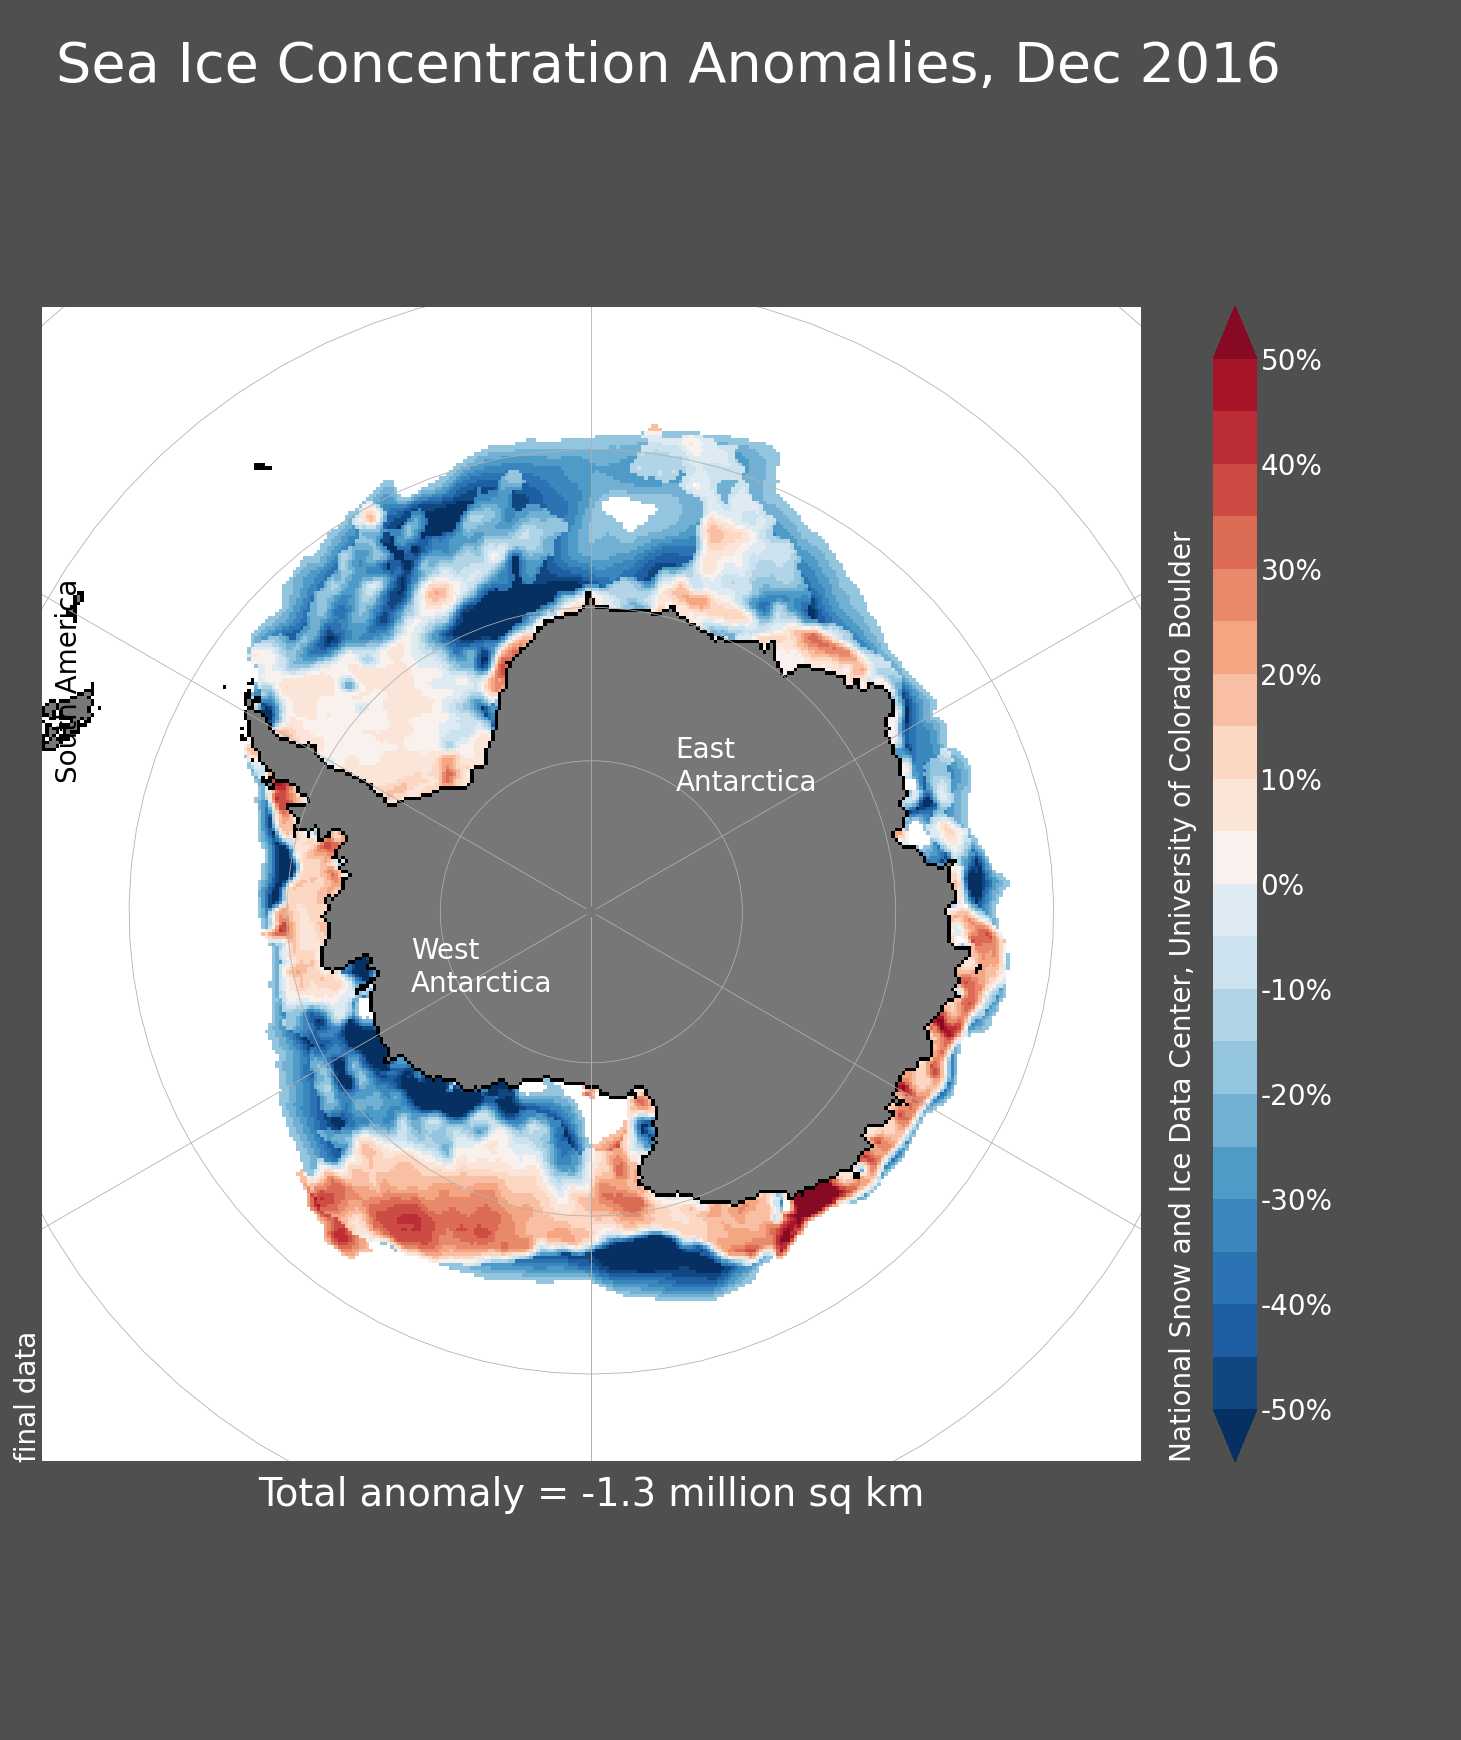 Sea Ice Concentration Anomalies, Dec 2016
South America
East
Antarctica
West
Antarctica
final data
National Snow and Ice Data Center, University of Colorado Boulder
50%
40%
30%
20%
10%
0%
-10%
-20%
-30%
-40%
-50%
Total anomaly = -1.3 million sq km